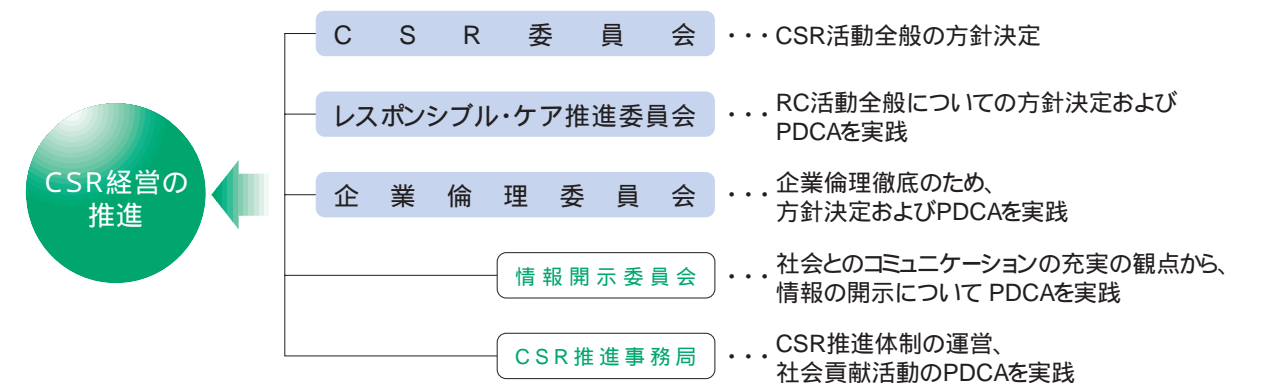 CSR経営の
推進
CSR委員会 ・・・CSR活動全般の方針決定
レスポンシブル・ケア推進委員会 ・・・RC活動全般についての方針決定および
PDCAを実践
企業倫理委員会 ・・・企業倫理徹底のため、
方針決定およびPDCAを実践
情報開示委員会 ・・・社会とのコミュニケーションの充実の観点から、
情報の開示について PDCAを実践
CSR推進事務局 ・・・CSR推進体制の運営、
社会貢献活動のPDCAを実践